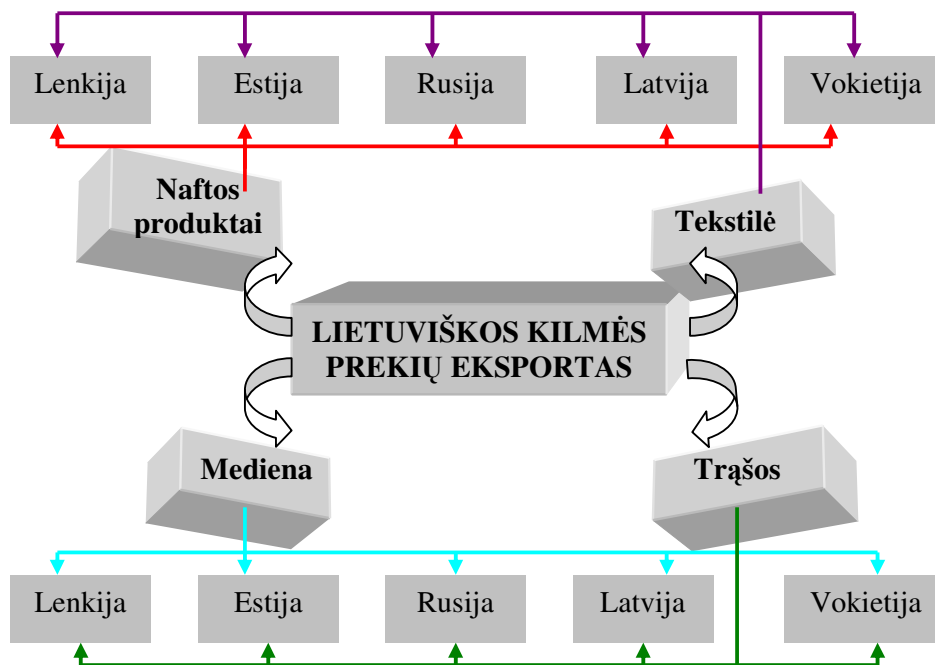 Lenkija
Estija
Rusija
Latvija
Vokietija
Naftos
produktai
Tekstilė
LIETUVIŠKOS KILMĖS
PREKIŲ EKSPORTAS
Mediena
Trąšos
Lenkija
Estija
Rusija
Latvija
Vokietija